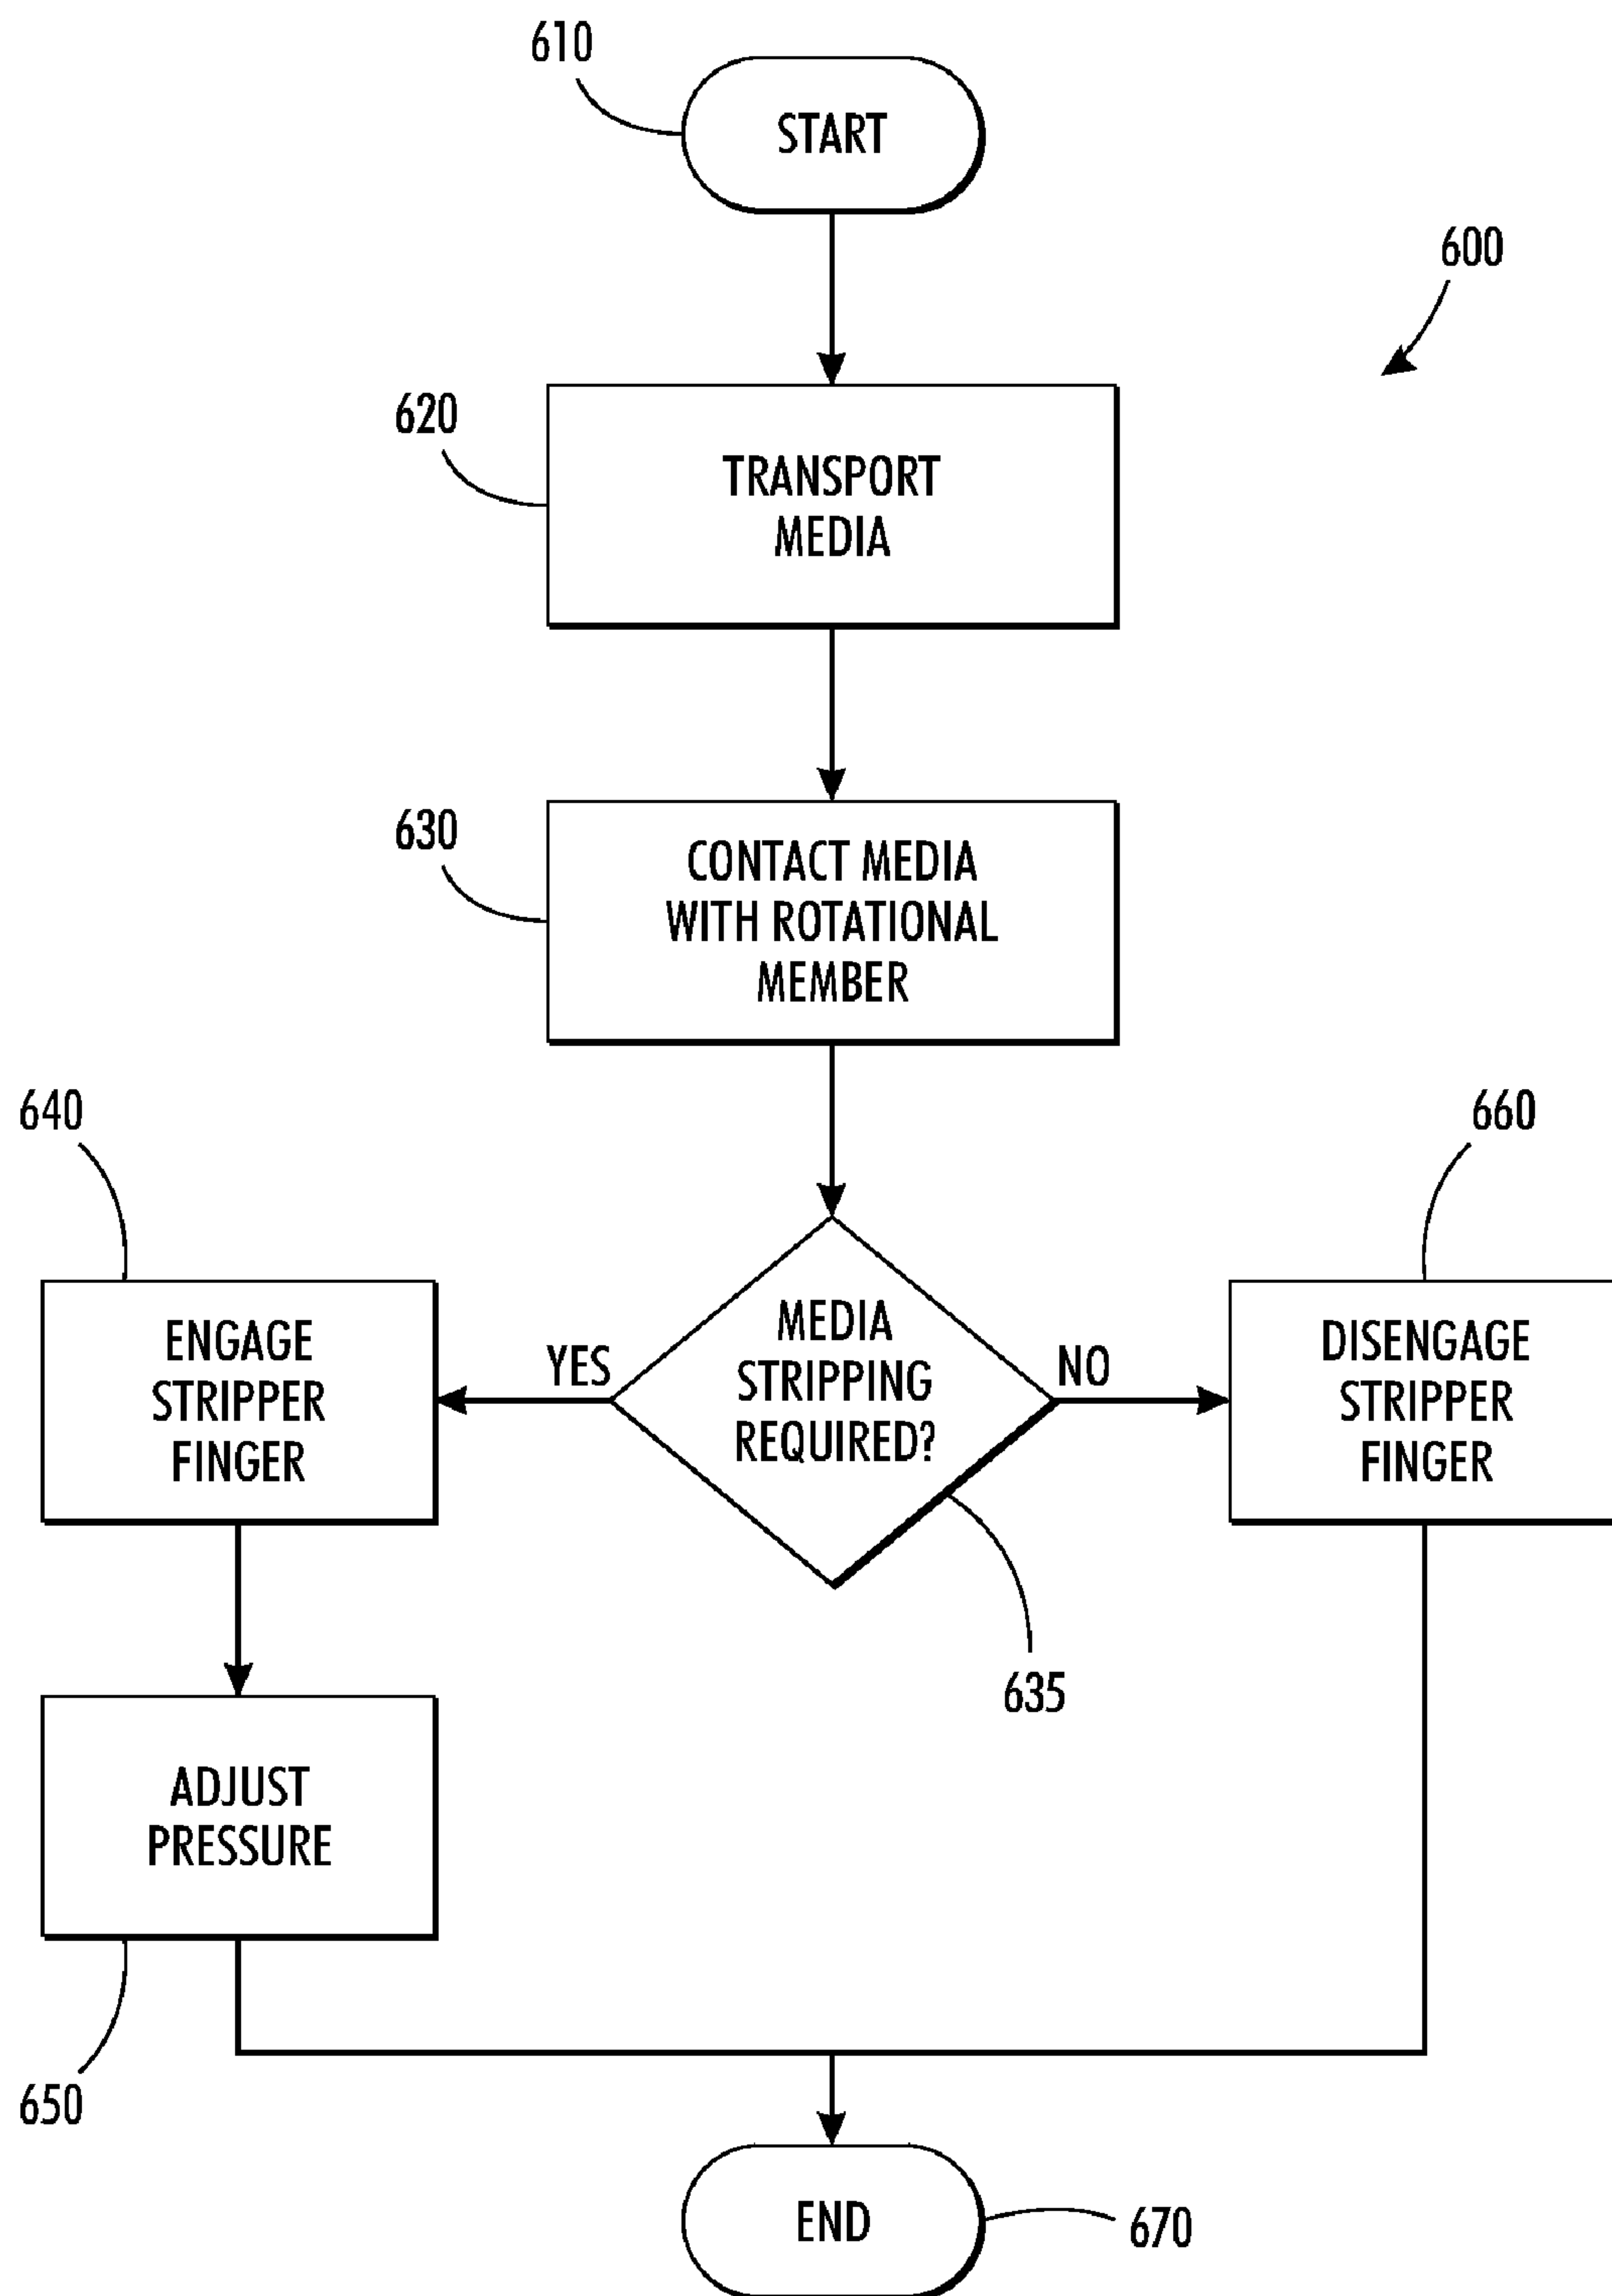 610
START
600
620
TRANSPORT
MEDIA
630
CONTACT MEDIA
WITH ROTATIONAL
MEMBER
640
660
ENGAGE
STRIPPER
FINGER
YES
MEDIA
STRIPPING
REQUIRED?
NO
DISENGAGE
STRIPPER
FINGER
635
ADJUST
PRESSURE
650
END
670